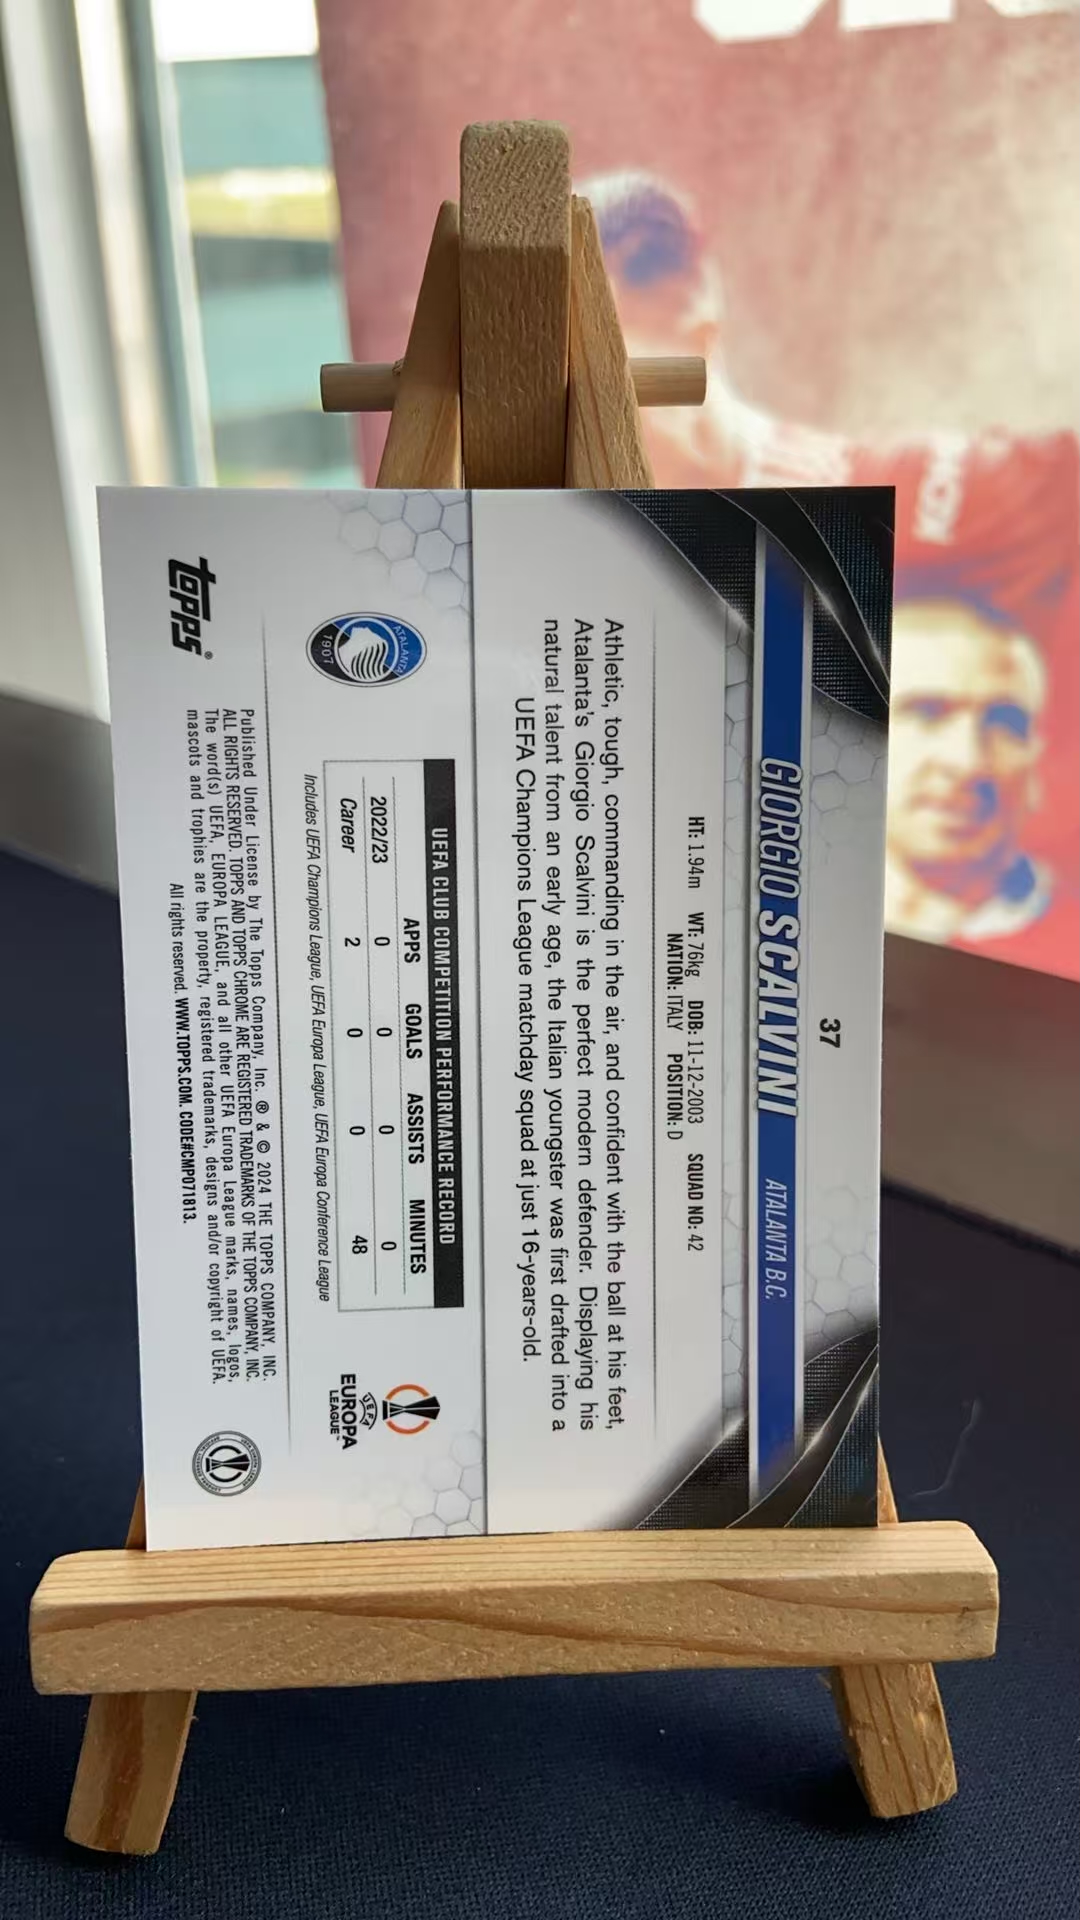 37
GIORGIO SCALVINI ATALANTA B.C.
HT: 1.94m WT: 76kg DOB: 11-12-2003 SQUAD NO: 42
NATION: ITALY POSITION: D
Athletic, tough, commanding in the air, and confident with the ball at his feet,
Atalanta's Giorgio Scalvini is the perfect modern defender. Displaying his
natural talent from an early age, the Italian youngster was first drafted into a
UEFA Champions League matchday squad at just 16-years-old.
ATALANTA
1907
UEFA CLUB COMPETITION PERFORMANCE RECORD
APPS GOALS ASSISTS MINUTES
2022/23 0 0 0 0
Career 2 0 0 48
Includes UEFA Champions League, UEFA Europa League, UEFA Europa Conference League
UEFA
EUROPA
LEAGUE™
topps®
Published Under License by The Topps Company, Inc. ® & © 2024 THE TOPPS COMPANY, INC.
ALL RIGHTS RESERVED. TOPPS AND TOPPS CHROME ARE REGISTERED TRADEMARKS OF THE TOPPS COMPANY, INC.
The word(s) UEFA, EUROPA LEAGUE, and all other UEFA Europa League marks, names, logos,
mascots and trophies are the property, registered trademarks, designs and/or copyright of UEFA.
All rights reserved. WWW.TOPPS.COM. CODE#CMP071813.